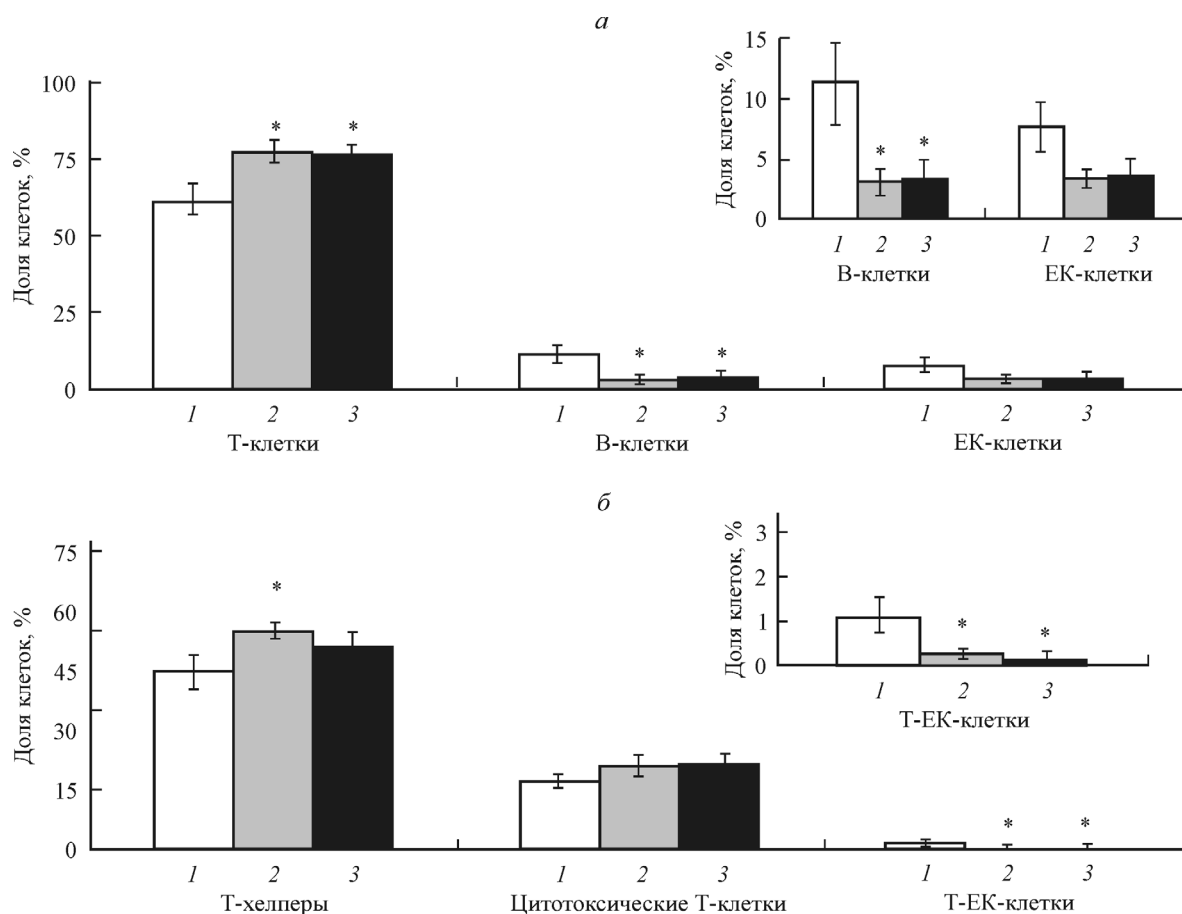 а
Доля клеток, %
100
75
50
25
0
*
*
*
*
1 2 3
1 2 3
1 2 3
Т-клетки
В-клетки
ЕК-клетки
Доля клеток, %
15
10
5
0
*
*
1 2 3
1 2 3
В-клетки
ЕК-клетки
б
Доля клеток, %
75
60
45
30
15
0
*
*
*
1 2 3
1 2 3
1 2 3
Т-хелперы
Цитотоксические Т-клетки
Т-ЕК-клетки
Доля клеток, %
3
2
1
0
*
*
1 2 3
Т-ЕК-клетки